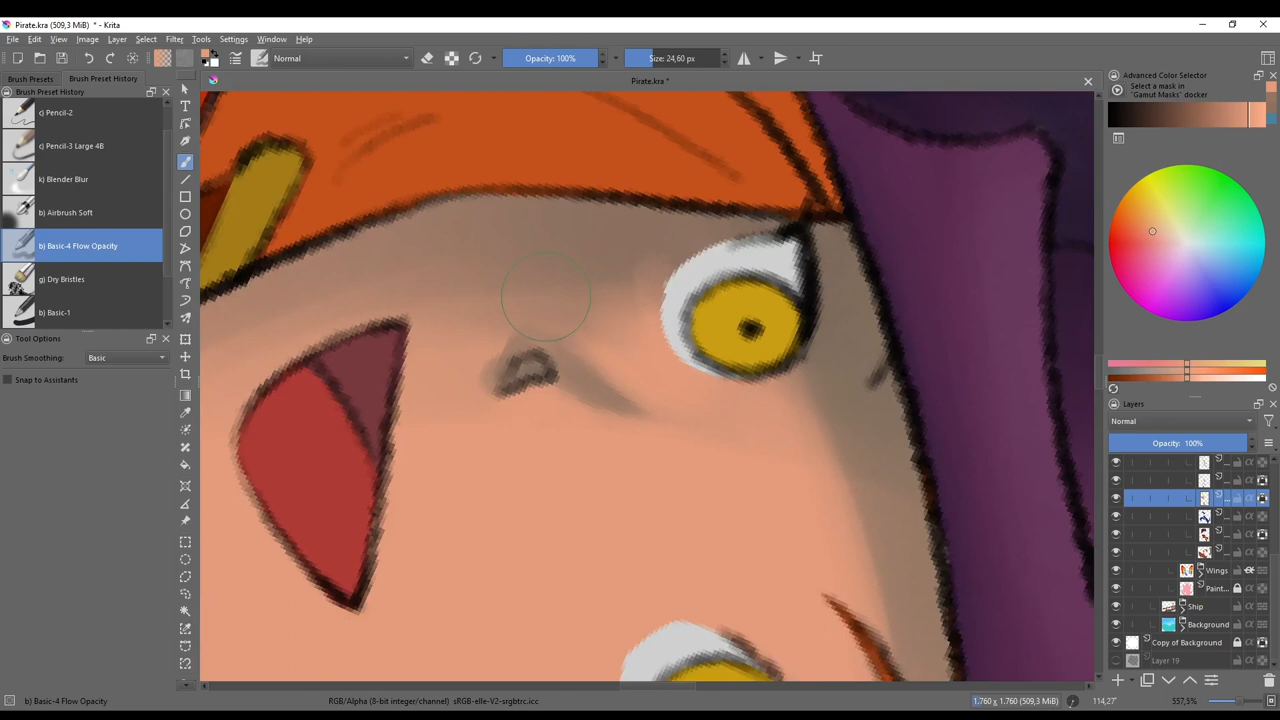 Pirate.kra (509,3 MiB) * - Krita
File Edit View Image Layer Select Filter Tools Settings Window Help
Normal
Opacity: 100%
Size: 24,60 px
Brush Presets
Brush Preset History
Pirate.kra *
Brush Preset History
c) Pencil-2
c) Pencil-3 Large 4B
k) Blender Blur
b) Airbrush Soft
b) Basic-4 Flow Opacity
g) Dry Bristles
b) Basic-1
Tool Options
Brush Smoothing: Basic
Snap to Assistants
Advanced Color Selector
Select a mask in
"Gamut Masks" docker
Layers
Normal
Opacity: 100%
Wings
Paint...
Ship
Background
Copy of Background
Layer 19
b) Basic-4 Flow Opacity
RGB/Alpha (8-bit integer/channel) sRGB-elle-V2-srgbtrc.icc
1.760 x 1.760 (509,3 MiB)
114,27°
557,5%